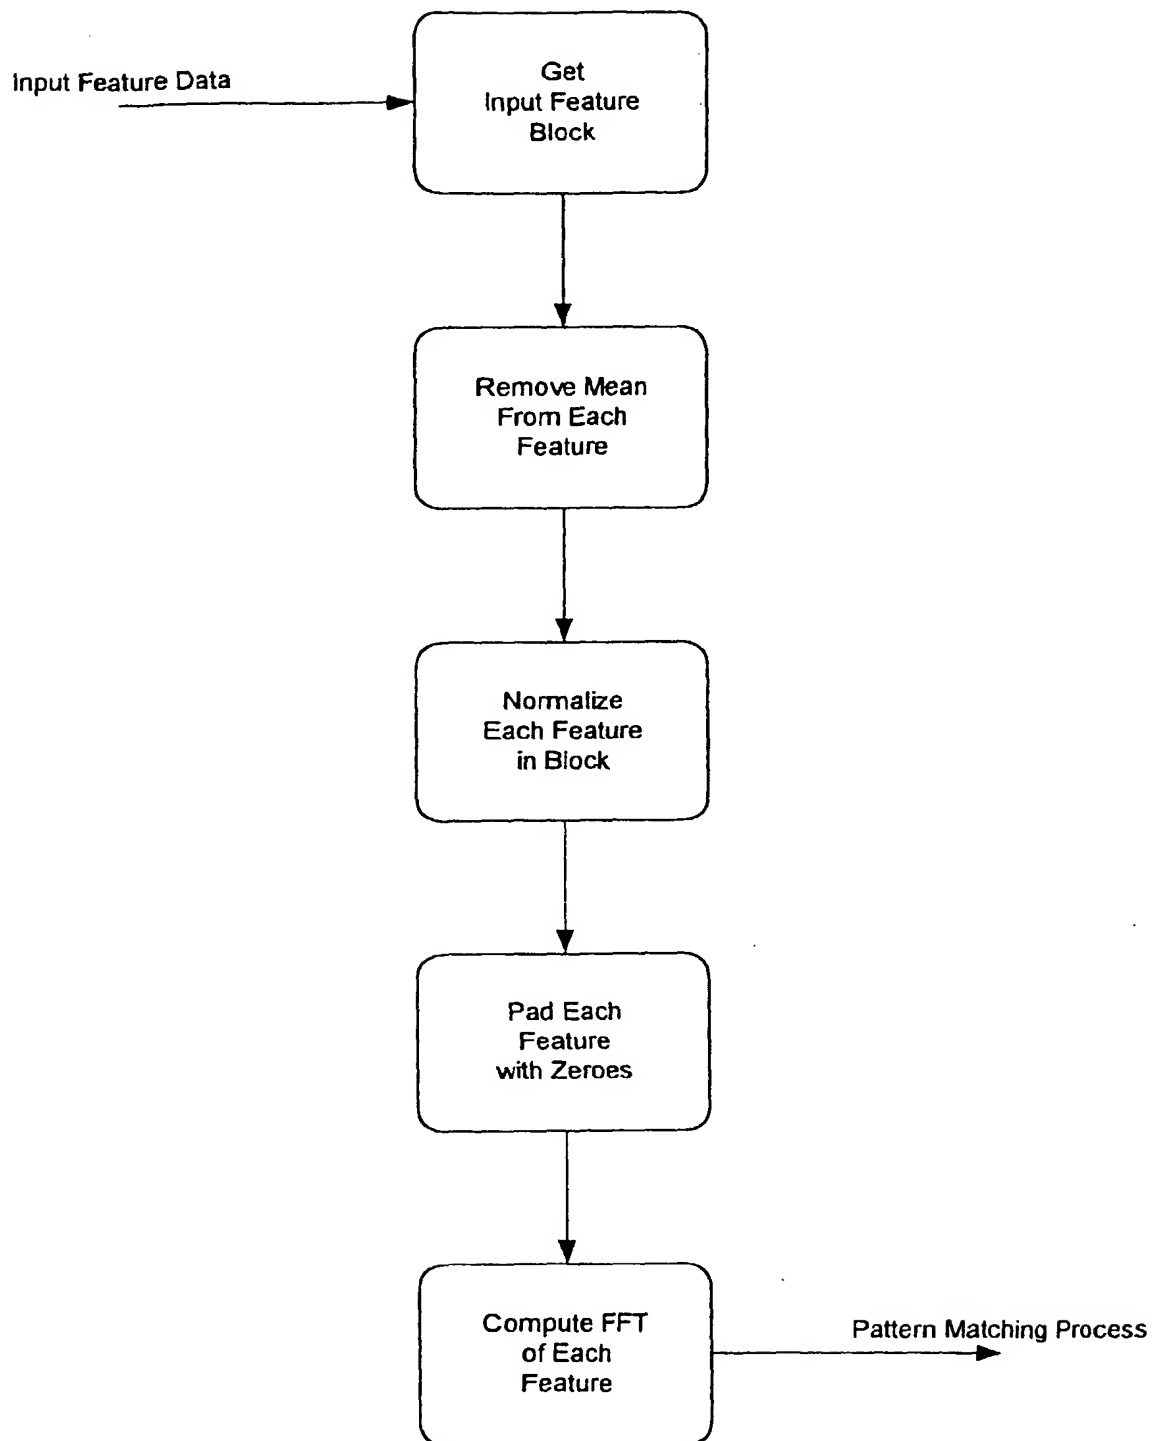 Input Feature Data
Get
Input Feature
Block
Remove Mean
From Each
Feature
Normalize
Each Feature
in Block
Pad Each
Feature
with Zeroes
Compute FFT
of Each
Feature
Pattern Matching Process